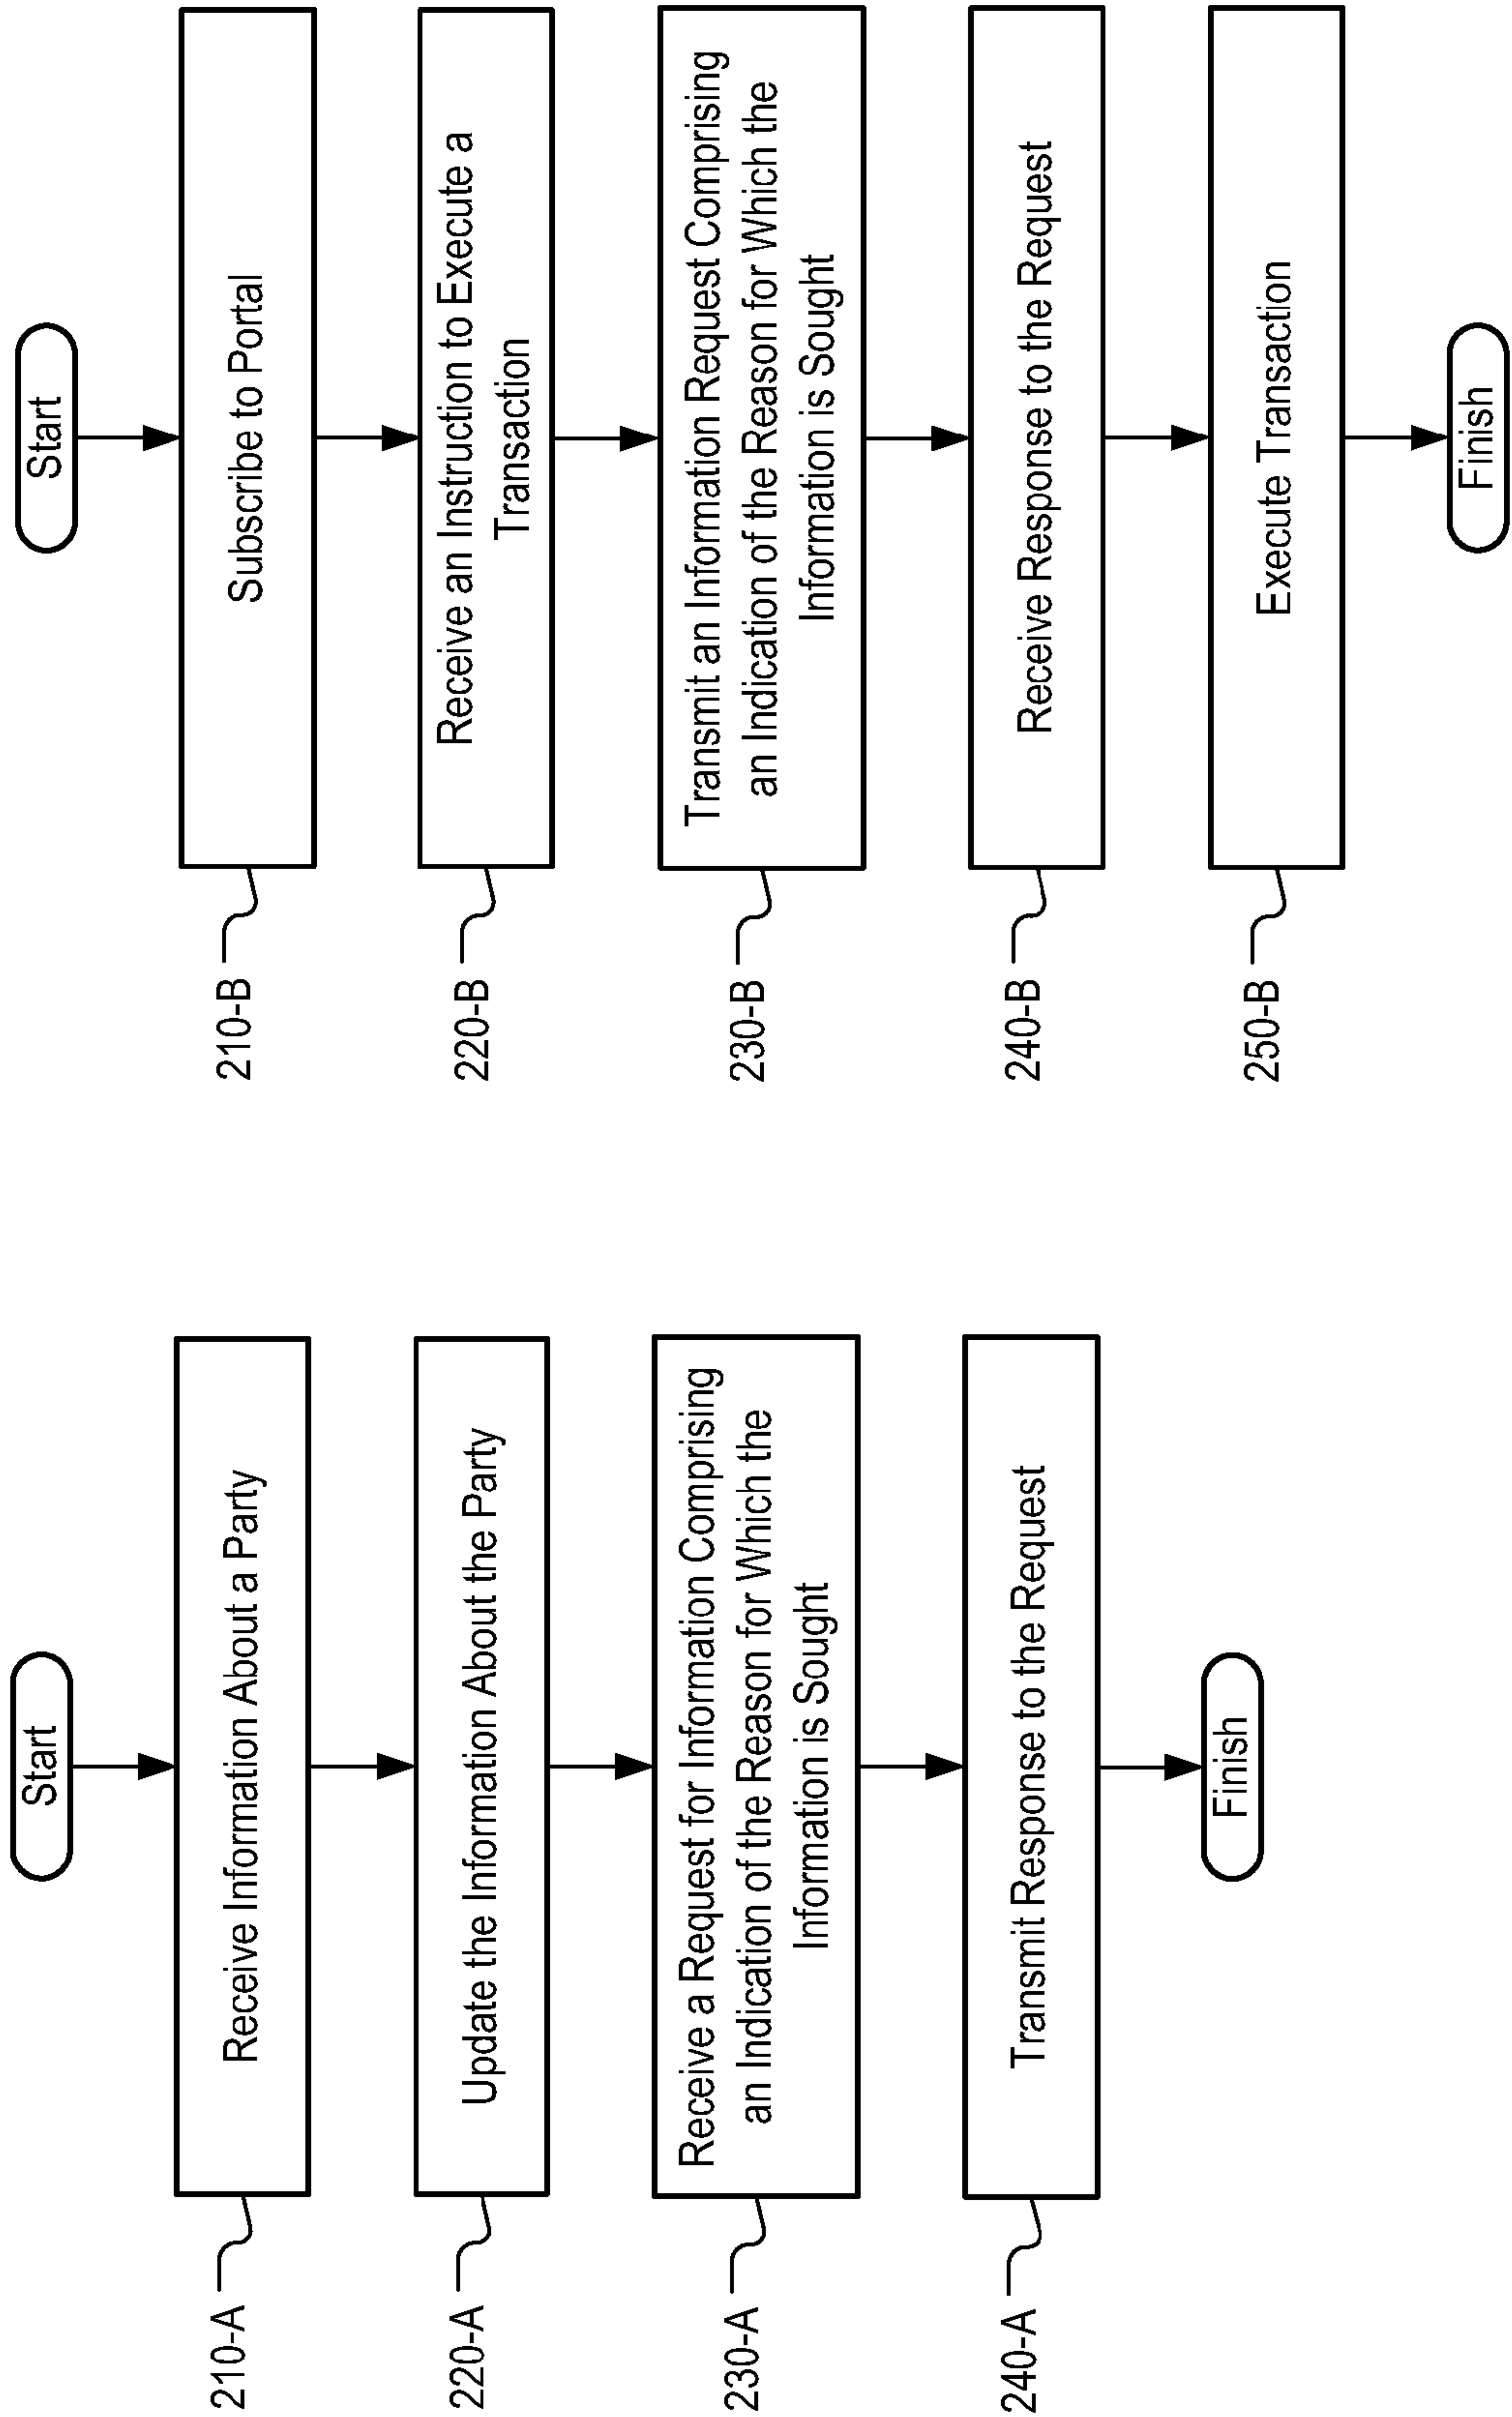 Start
210-A
Receive Information About a Party
220-A
Update the Information About the Party
230-A
Receive a Request for Information Comprising
an Indication of the Reason for Which the
Information is Sought
240-A
Transmit Response to the Request
Finish
Start
210-B
Subscribe to Portal
220-B
Receive an Instruction to Execute a
Transaction
230-B
Transmit an Information Request Comprising
an Indication of the Reason for Which the
Information is Sought
240-B
Receive Response to the Request
250-B
Execute Transaction
Finish